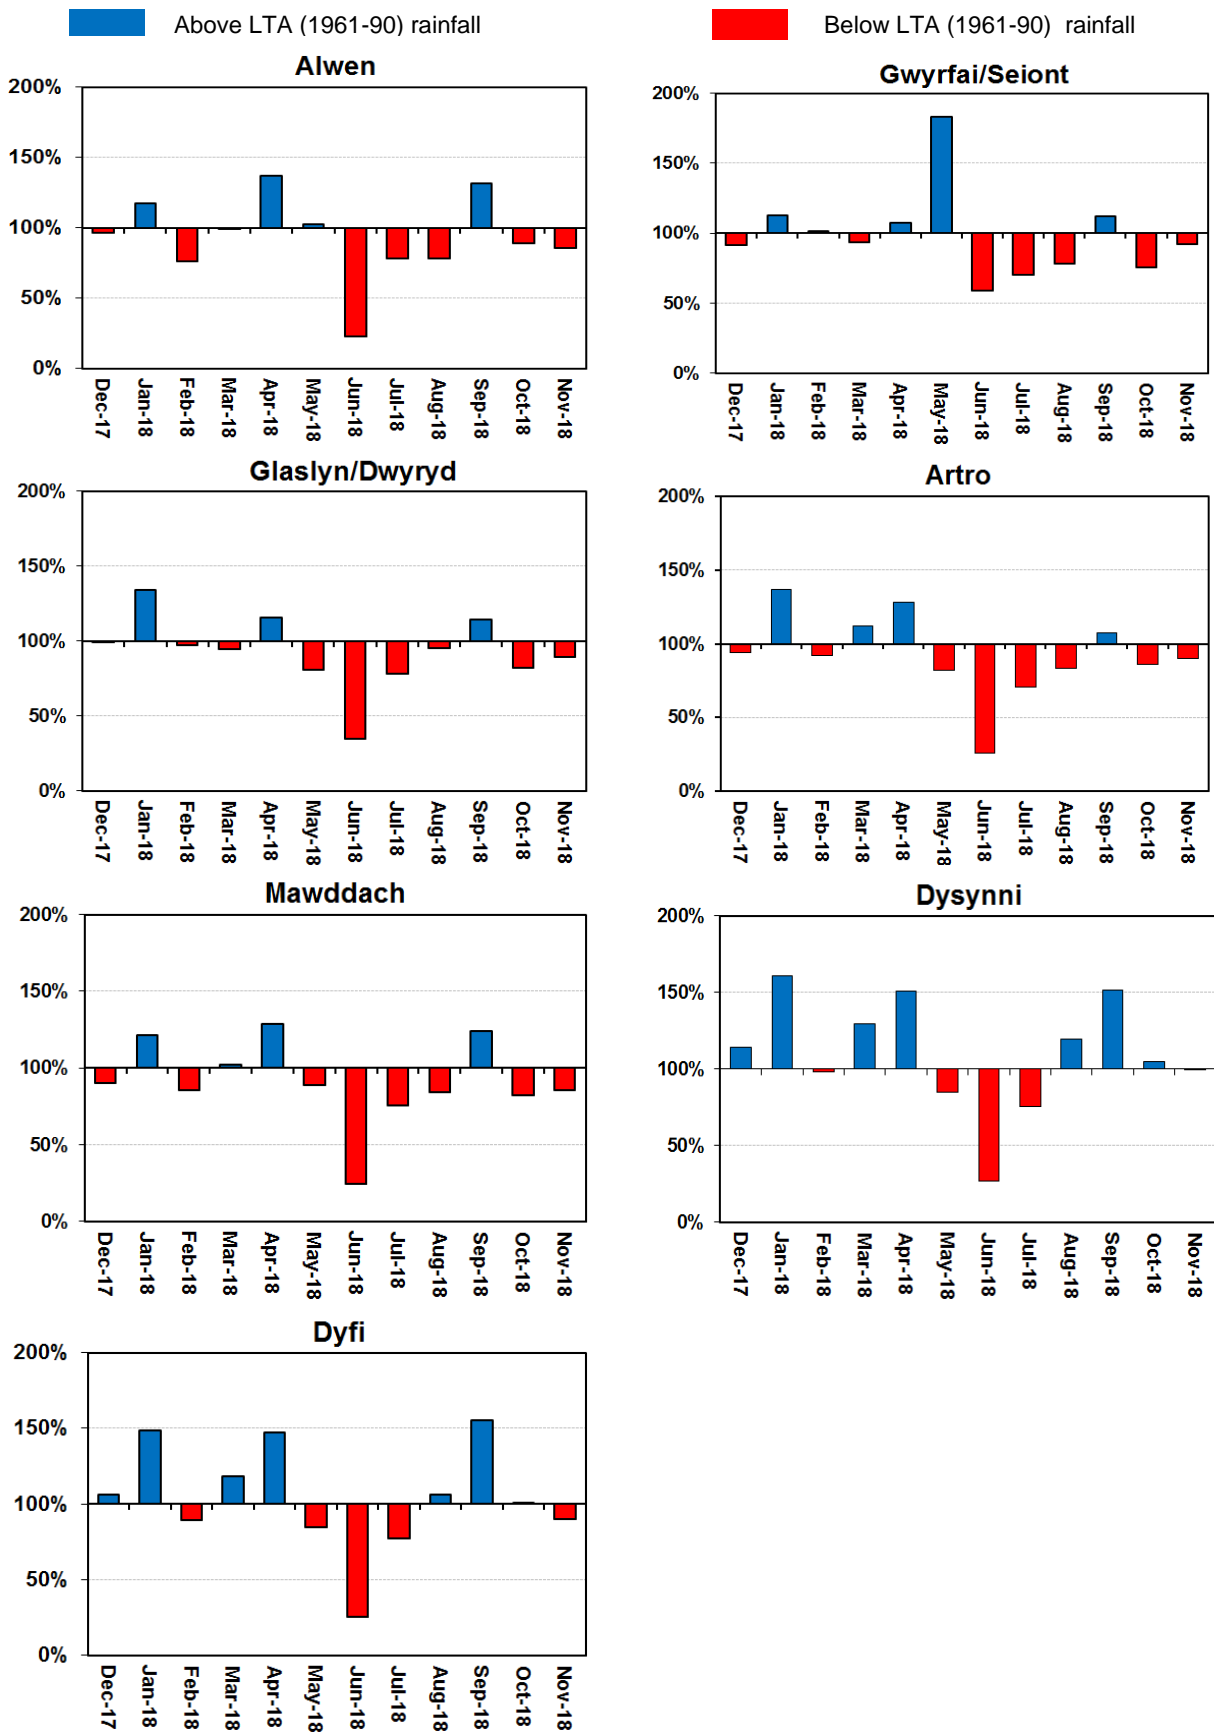 Above LTA (1961-90) rainfall
Below LTA (1961-90) rainfall
Alwen
200%
150%
100%
50%
0%
Dec-17
Jan-18
Feb-18
Mar-18
Apr-18
May-18
Jun-18
Jul-18
Aug-18
Sep-18
Oct-18
Nov-18
Gwyrfai/Seiont
200%
150%
100%
50%
0%
Dec-17
Jan-18
Feb-18
Mar-18
Apr-18
May-18
Jun-18
Jul-18
Aug-18
Sep-18
Oct-18
Nov-18
Glaslyn/Dwyryd
200%
150%
100%
50%
0%
Dec-17
Jan-18
Feb-18
Mar-18
Apr-18
May-18
Jun-18
Jul-18
Aug-18
Sep-18
Oct-18
Nov-18
Artro
200%
150%
100%
50%
0%
Dec-17
Jan-18
Feb-18
Mar-18
Apr-18
May-18
Jun-18
Jul-18
Aug-18
Sep-18
Oct-18
Nov-18
Mawddach
200%
150%
100%
50%
0%
Dec-17
Jan-18
Feb-18
Mar-18
Apr-18
May-18
Jun-18
Jul-18
Aug-18
Sep-18
Oct-18
Nov-18
Dysynni
200%
150%
100%
50%
0%
Dec-17
Jan-18
Feb-18
Mar-18
Apr-18
May-18
Jun-18
Jul-18
Aug-18
Sep-18
Oct-18
Nov-18
Dyfi
200%
150%
100%
50%
0%
Dec-17
Jan-18
Feb-18
Mar-18
Apr-18
May-18
Jun-18
Jul-18
Aug-18
Sep-18
Oct-18
Nov-18